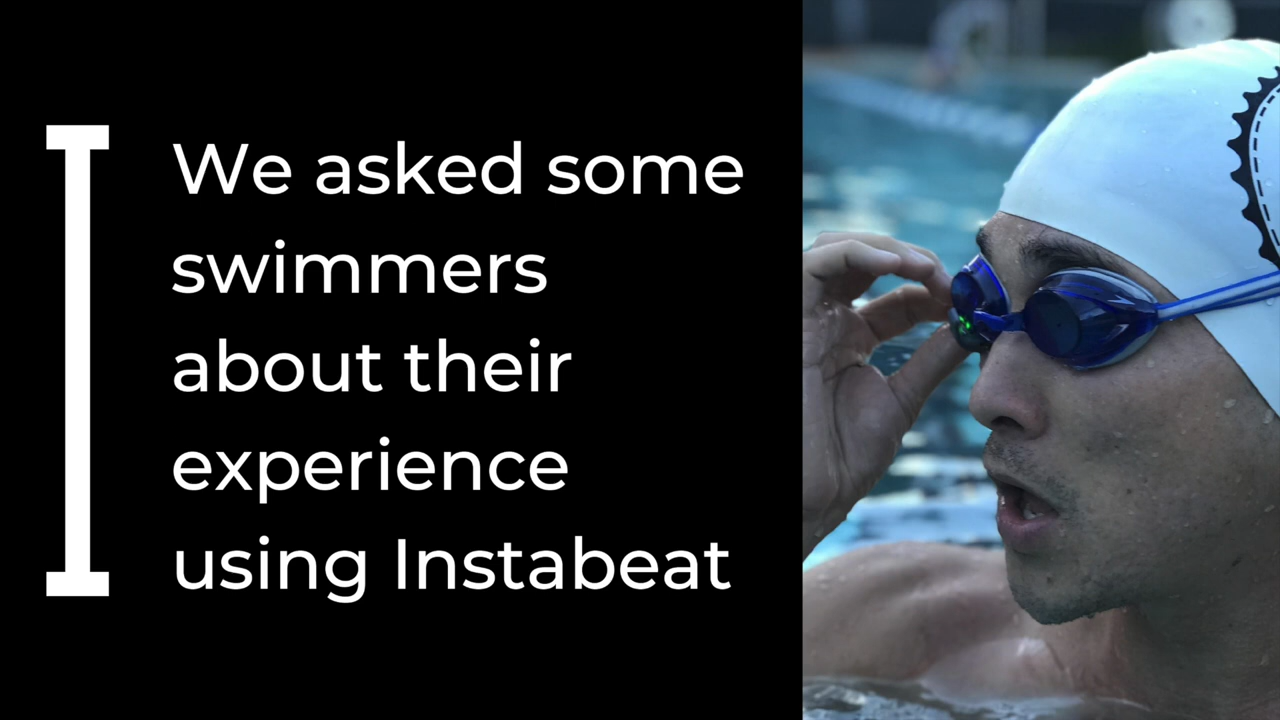 We asked some
swimmers
about their
experience
using Instabeat